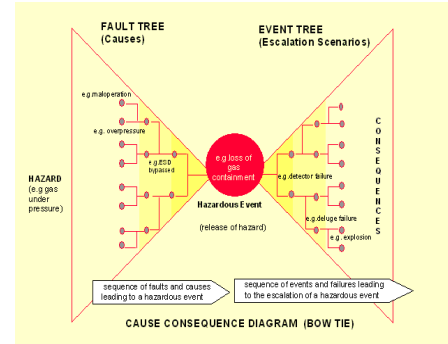 FAULT TREE
(Causes)
EVENT TREE
(Escalation Scenarios)
e.g.maloperation
e.g. overpressure
e.g.ESD
bypassed
HAZARD
(e.g gas
under
pressure)
e.g.loss of
gas
containment
Hazardous Event
(release of hazard)
e.g.detector failure
e.g.deluge failure
e.g. explosion
CONSEQUENCES
sequence of faults and causes
leading to a hazardous event
sequence of events and failures leading
to the escalation of a hazardous event
CAUSE CONSEQUENCE DIAGRAM (BOW TIE)